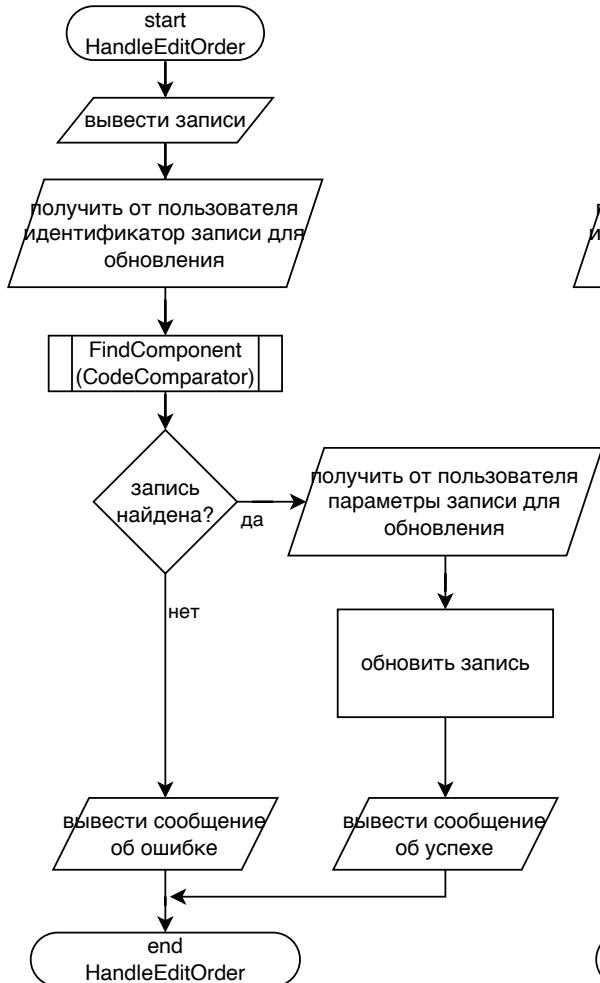 start
HandleEditOrder
вывести записи
получить от пользователя
идентификатор записи для
обновления
FindComponent
(CodeComparator)
запись
найдена?
да
получить от пользователя
параметры записи для
обновления
нет
обновить запись
вывести сообщение
об ошибке
вывести сообщение
об успехе
end
HandleEditOrder